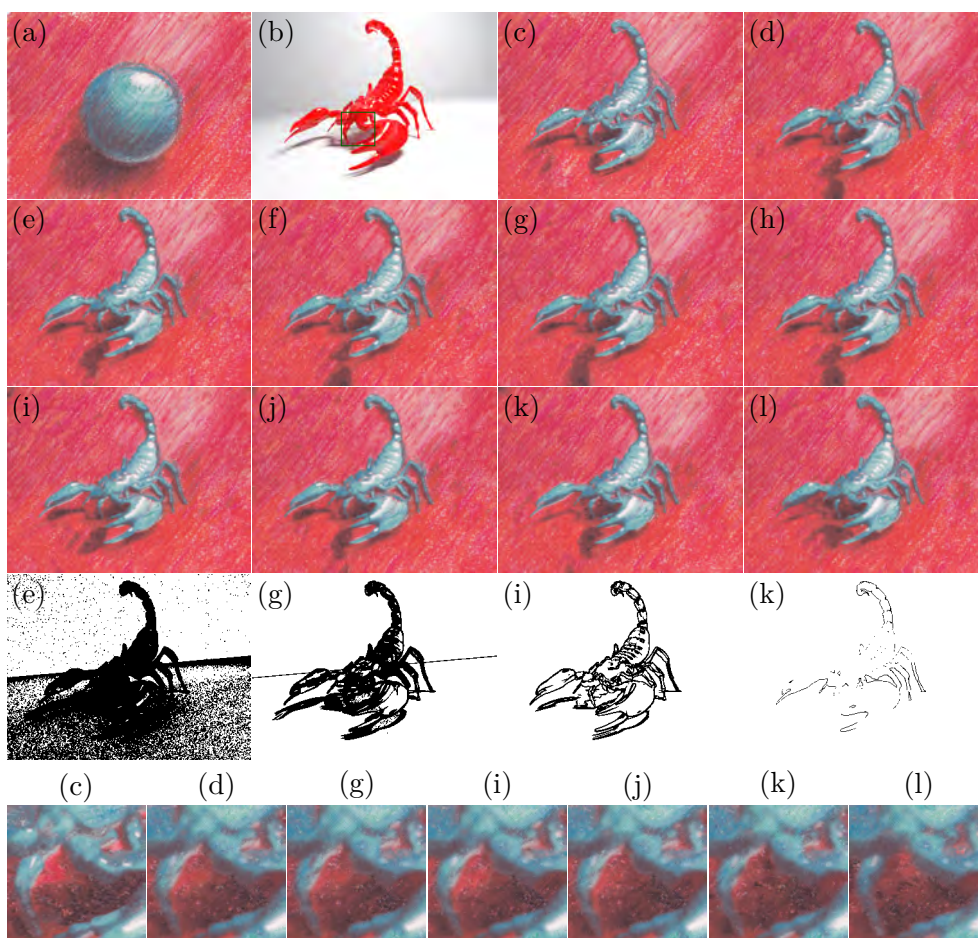 (a) (b) (c) (d)
(e) (f) (g) (h)
(i) (j) (k) (l)
(e) (g) (i) (k)
(c) (d) (g) (i) (j) (k) (l)